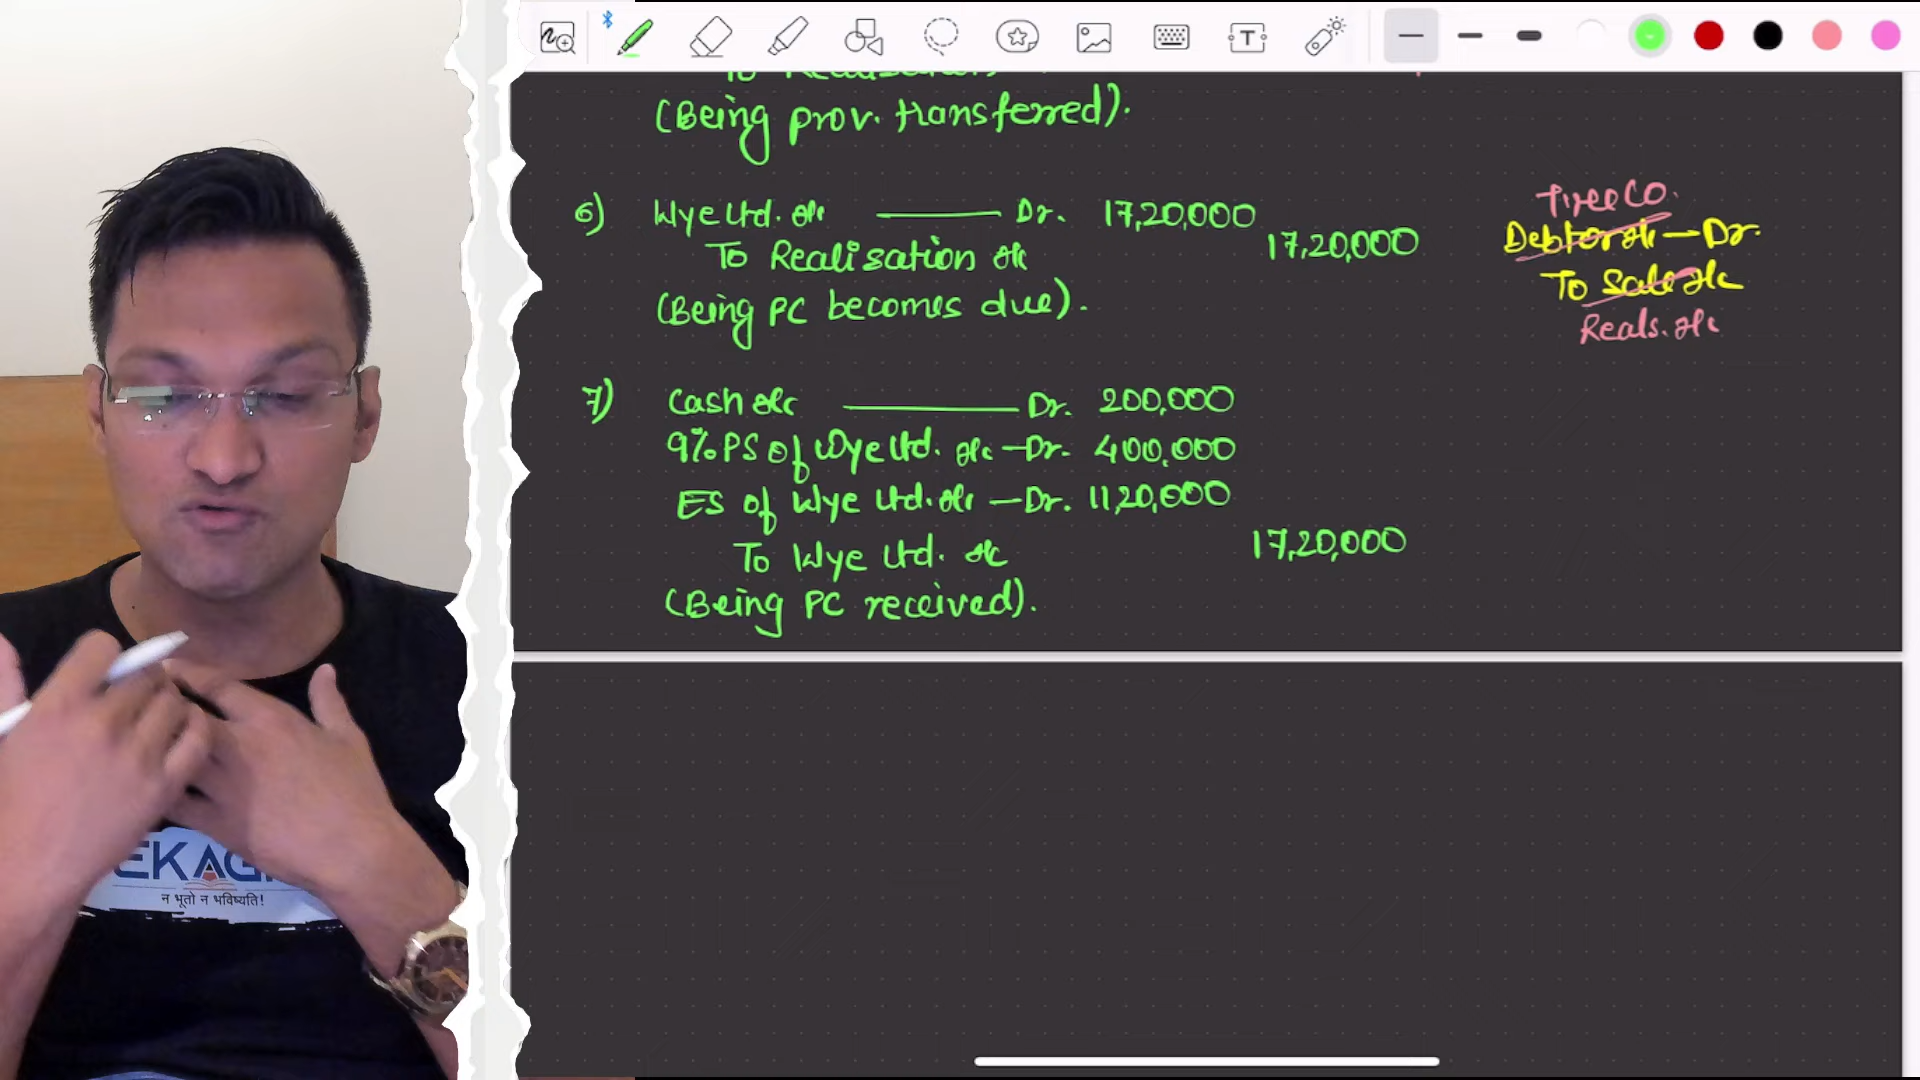 (Being prov. transferred).
6) Wye Ltd. a/c Dr. 17,20,000
To Realisation a/c 17,20,000
(Being PC becomes due).
Tree Co.
Debtor a/c — Dr.
To Sale a/c
Reals. a/c
7) Cash a/c Dr. 200,000
9% PS of Wye Ltd. a/c — Dr. 400,000
ES of Wye Ltd. a/c — Dr. 11,20,000
To Wye Ltd. a/c 17,20,000
(Being PC received).
EKAG
न भूतो न भविष्यति!